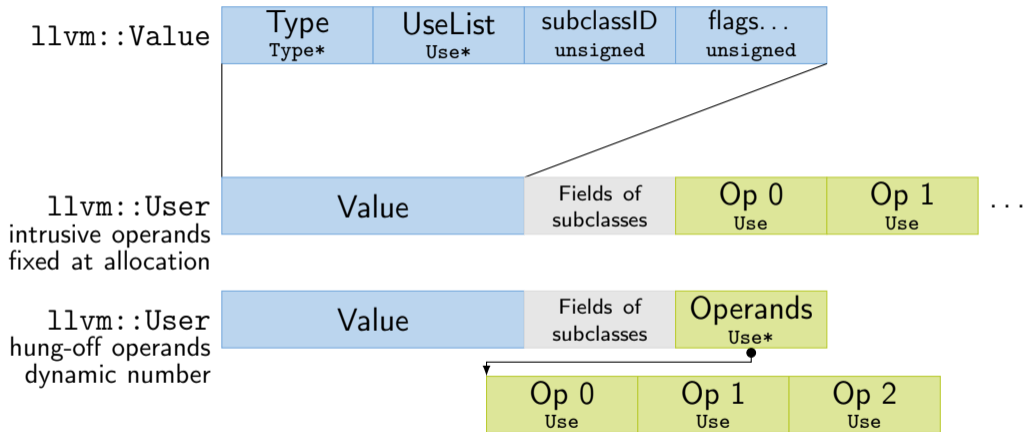 llvm::Value
Type
Type*
UseList
Use*
subclassID
unsigned
flags...
unsigned
llvm::User
intrusive operands
fixed at allocation
Value
Fields of
subclasses
Op 0
Use
Op 1
Use
...
llvm::User
hung-off operands
dynamic number
Value
Fields of
subclasses
Operands
Use*
Op 0
Use
Op 1
Use
Op 2
Use